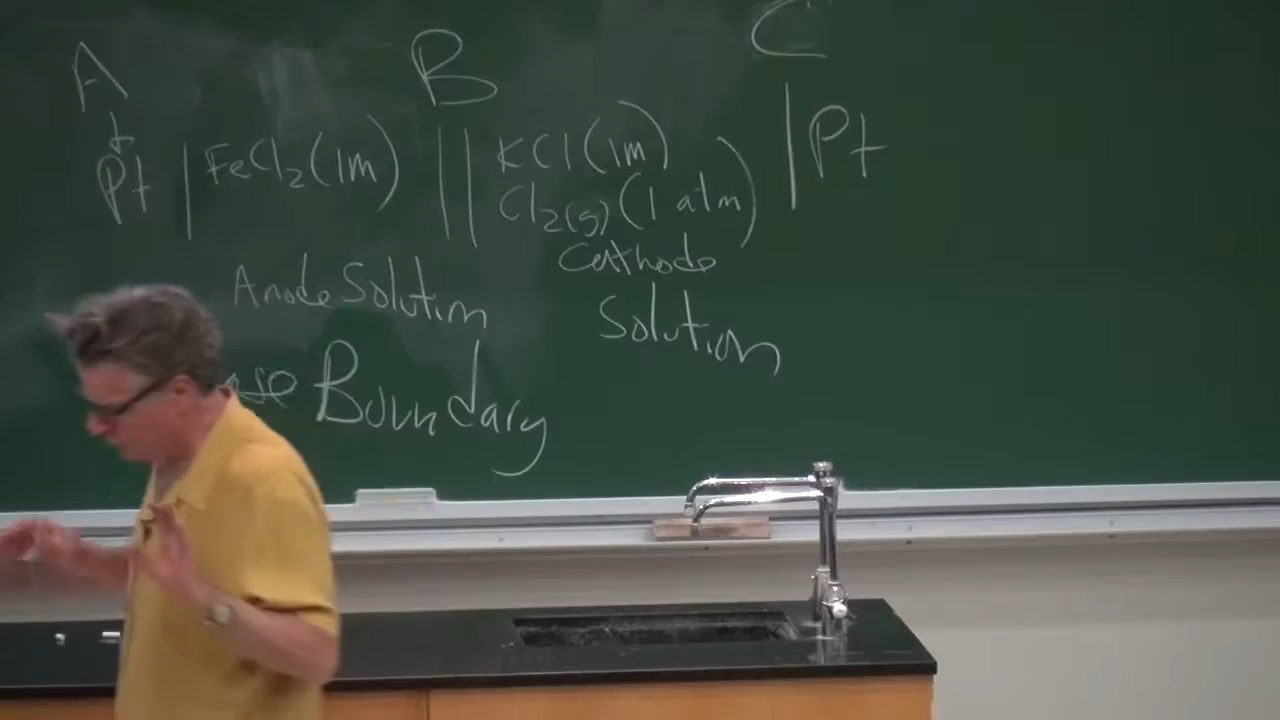 A B C
Pt | FeCl2(1m) || KCl(1m) | Pt
Cl2(g)(1 atm)
Anode Solution
Cathode
Solution
Boundary